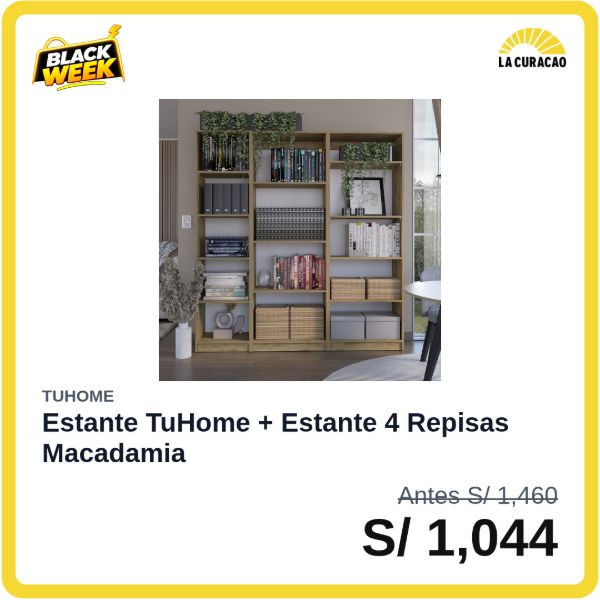 BLACK
WEEK
LA CURACAO
TUHOME
Estante TuHome + Estante 4 Repisas
Macadamia
Antes S/ 1,460
S/ 1,044